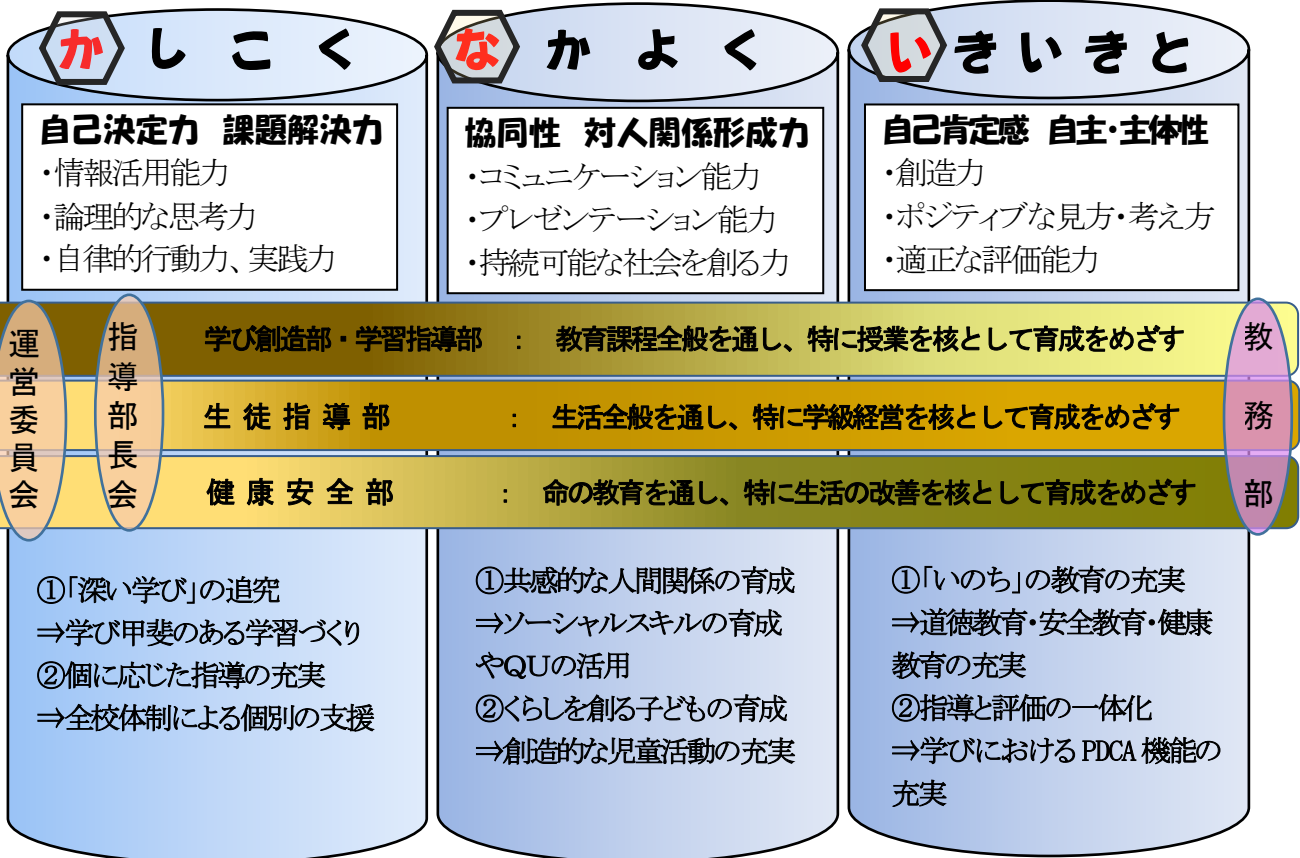 かしこく
自己決定力 課題解決力
・情報活用能力
・論理的な思考力
・自律的行動力、実践力
なかよく
協同性 対人関係形成力
・コミュニケーション能力
・プレゼンテーション能力
・持続可能な社会を創る力
いきいきと
自己肯定感 自主・主体性
・創造力
・ポジティブな見方・考え方
・適正な評価能力
運営委員会
指導部長会
学び創造部・学習指導部 : 教育課程全般を通し、特に授業を核として育成をめざす
生徒指導部 : 生活全般を通し、特に学級経営を核として育成をめざす
健康安全部 : 命の教育を通し、特に生活の改善を核として育成をめざす
教務部
①「深い学び」の追究
⇒学び甲斐のある学習づくり
②個に応じた指導の充実
⇒全校体制による個別の支援
①共感的な人間関係の育成
⇒ソーシャルスキルの育成
やQUの活用
②くらしを創る子どもの育成
⇒創造的な児童活動の充実
①「いのち」の教育の充実
⇒道徳教育・安全教育・健康
教育の充実
②指導と評価の一体化
⇒学びにおけるPDCA機能の
充実